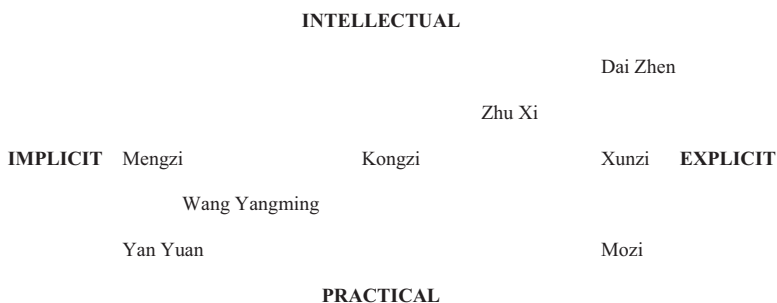 INTELLECTUAL
Dai Zhen
Zhu Xi
IMPLICIT Mengzi Kongzi Xunzi EXPLICIT
Wang Yangming
Yan Yuan Mozi
PRACTICAL